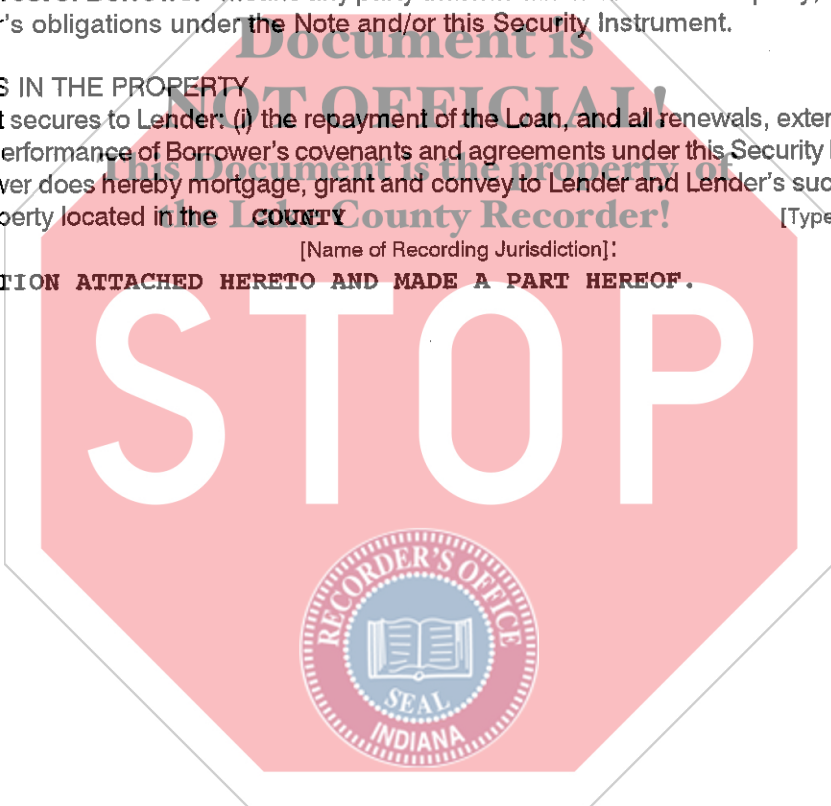 's obligations under the Note and/or this Security Instrument.
Document is
IN THE PROPERTY
NOT OFFICIAL!
secures to Lender: (i) the repayment of the Loan, and all renewals,
erformance of Borrower's covenants and agreements under this Security
This Document is the property of
ver does hereby mortgage, grant and convey to Lender and Lender's suc
perty located in the COUNTY [Type
the Lake County Recorder!
[Name of Recording Jurisdiction]:
TION ATTACHED HERETO AND MADE A PART HEREOF.
STOP
RECORDER'S OFFICE
SEAL
INDIANA